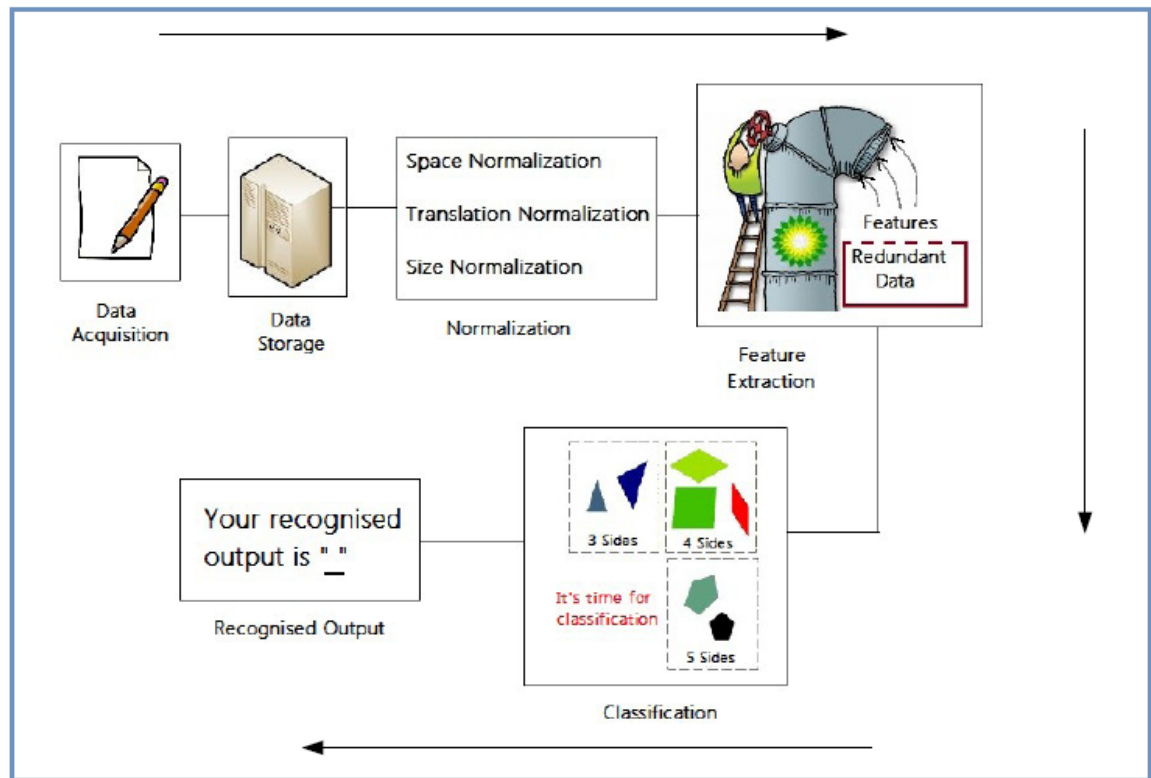 Data
Acquisition
Data
Storage
Space Normalization
Translation Normalization
Size Normalization
Normalization
Features
Redundant
Data
Feature
Extraction
3 Sides
4 Sides
It's time for
classification
5 Sides
Classification
Your recognised
output is "_"
Recognised Output